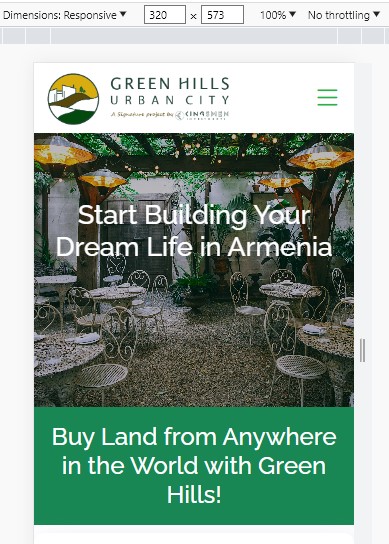 Dimensions: Responsive ▼ 320 × 573 100% ▼ No throttling ▼
GREEN HILLS
URBAN CITY
A Signature project by
Start Building Your
Dream Life in Armenia
Buy Land from Anywhere
in the World with Green
Hills!